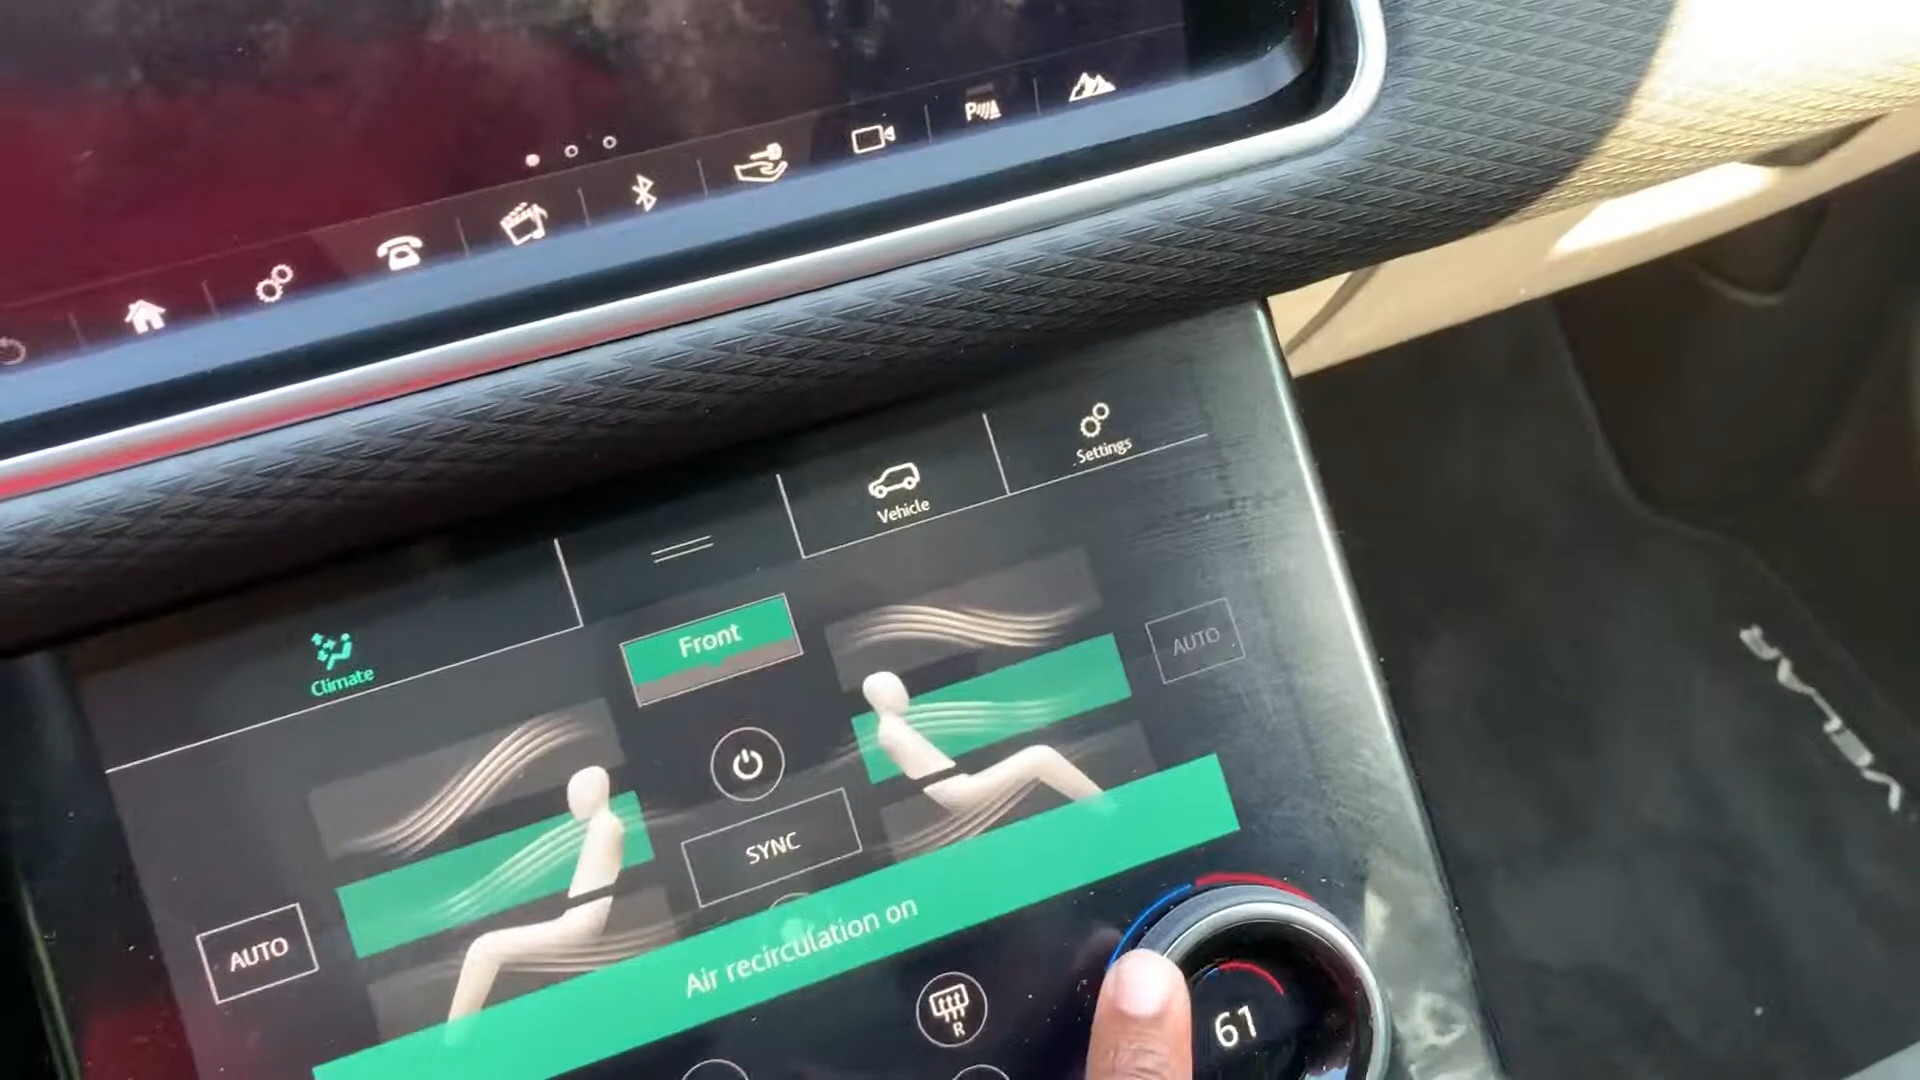 P
Settings
Vehicle
Climate
Front
AUTO
SYNC
AUTO
Air recirculation on
R
61